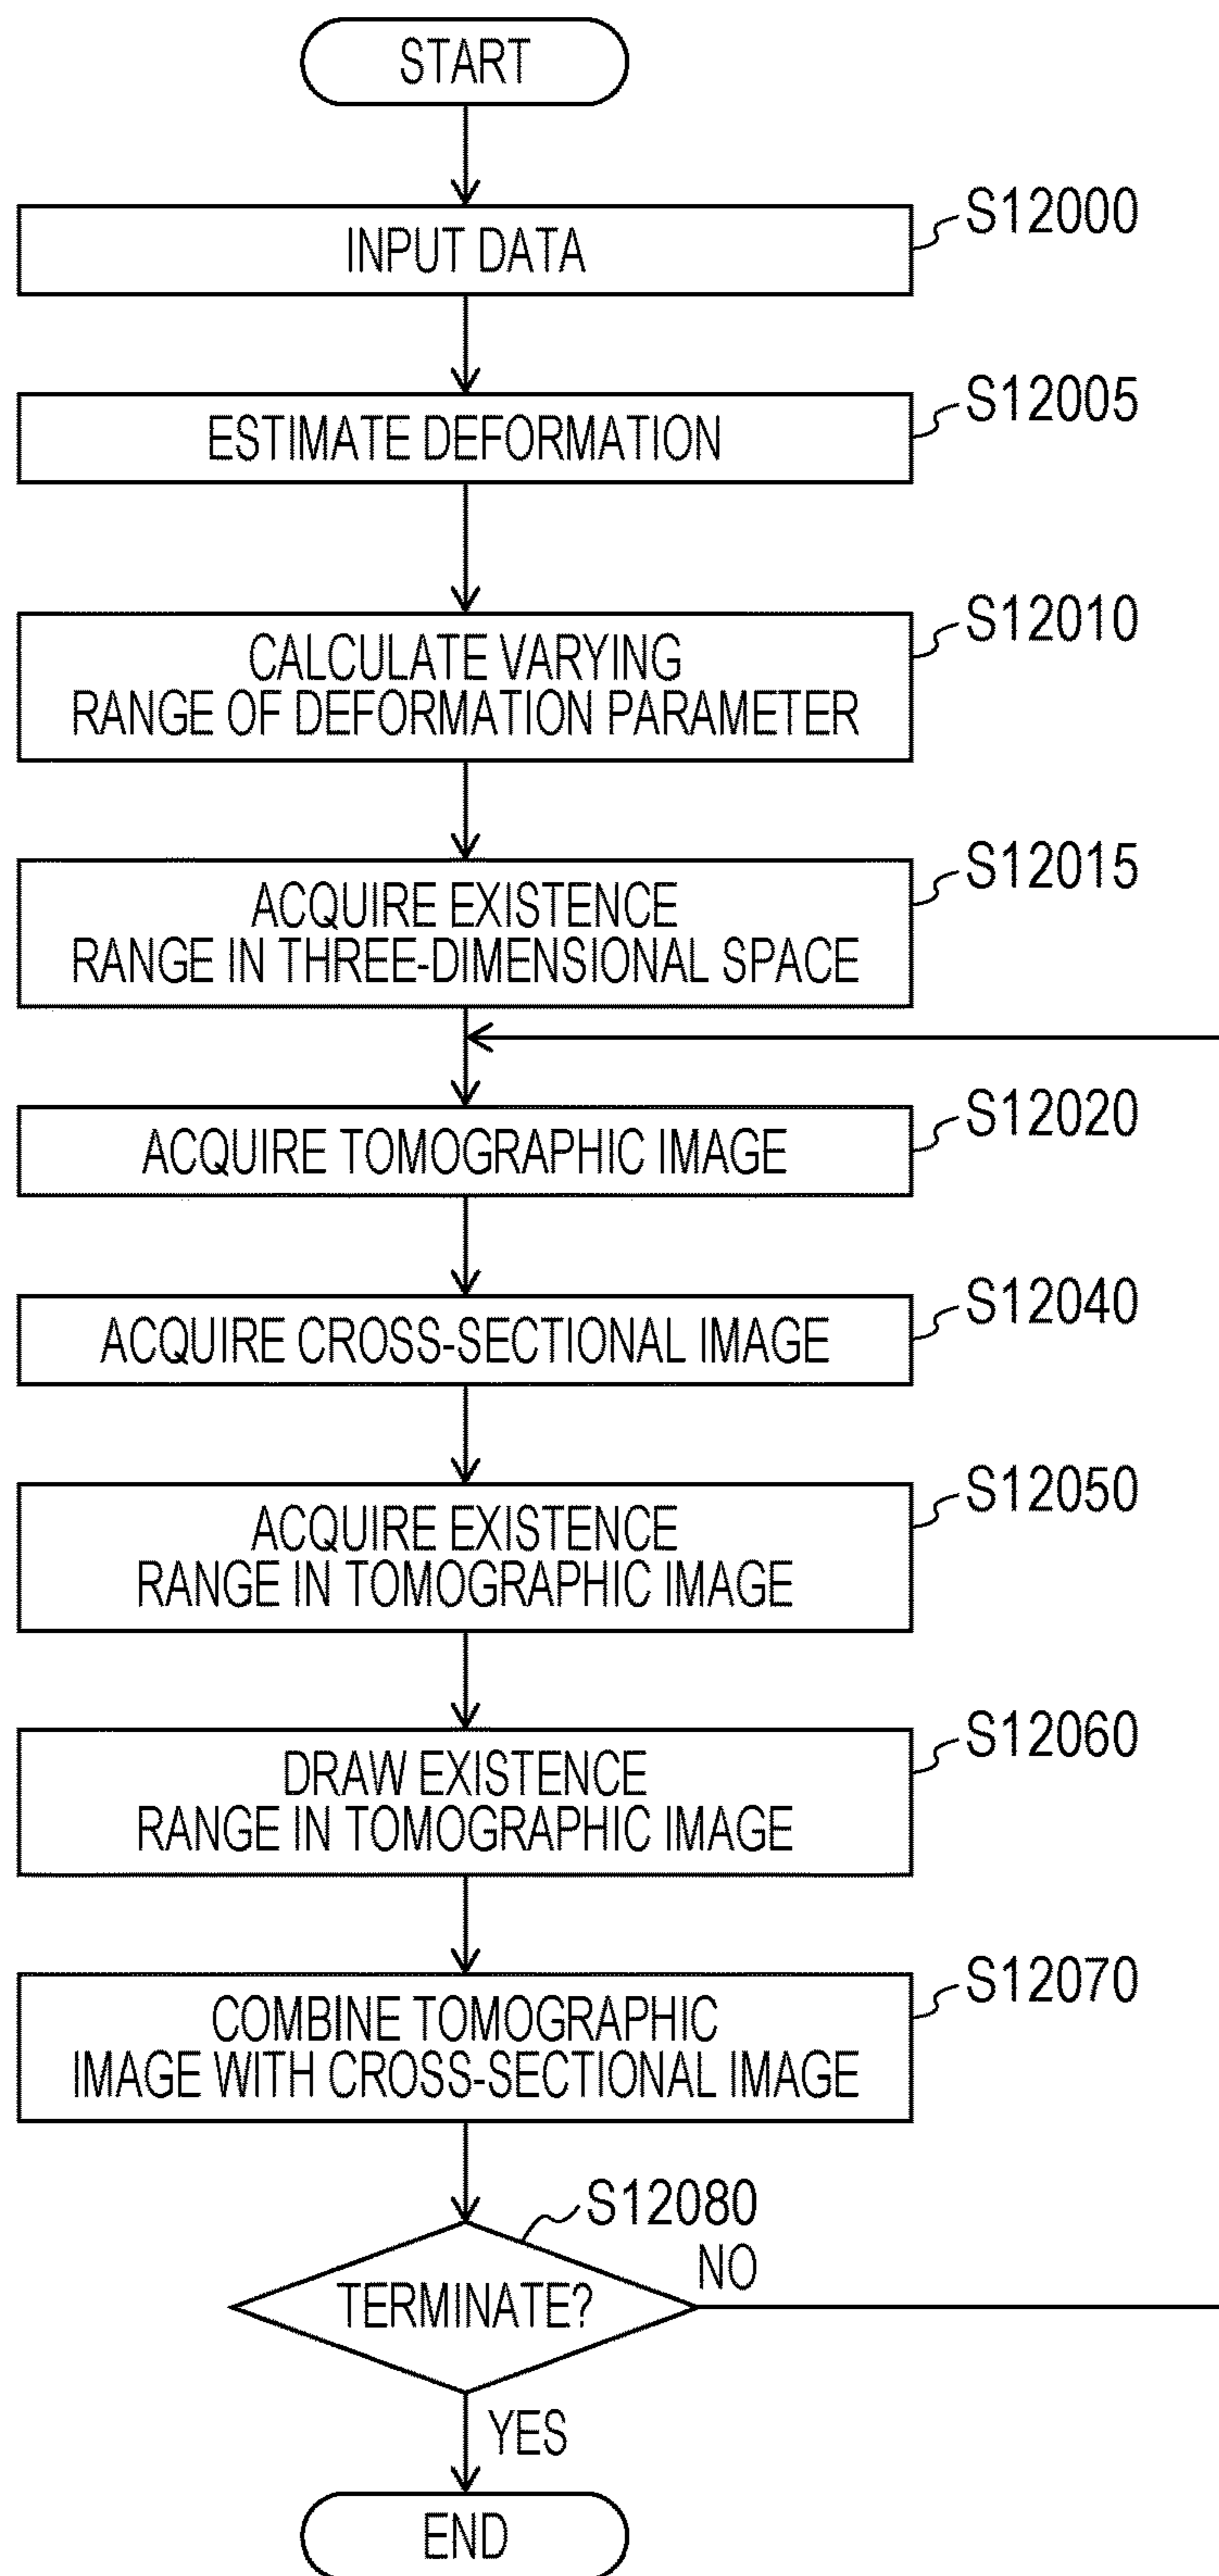 START
INPUT DATA
S12000
ESTIMATE DEFORMATION
S12005
CALCULATE VARYING
RANGE OF DEFORMATION PARAMETER
S12010
ACQUIRE EXISTENCE
RANGE IN THREE-DIMENSIONAL SPACE
S12015
ACQUIRE TOMOGRAPHIC IMAGE
S12020
ACQUIRE CROSS-SECTIONAL IMAGE
S12040
ACQUIRE EXISTENCE
RANGE IN TOMOGRAPHIC IMAGE
S12050
DRAW EXISTENCE
RANGE IN TOMOGRAPHIC IMAGE
S12060
COMBINE TOMOGRAPHIC
IMAGE WITH CROSS-SECTIONAL IMAGE
S12070
S12080
TERMINATE?
NO
YES
END